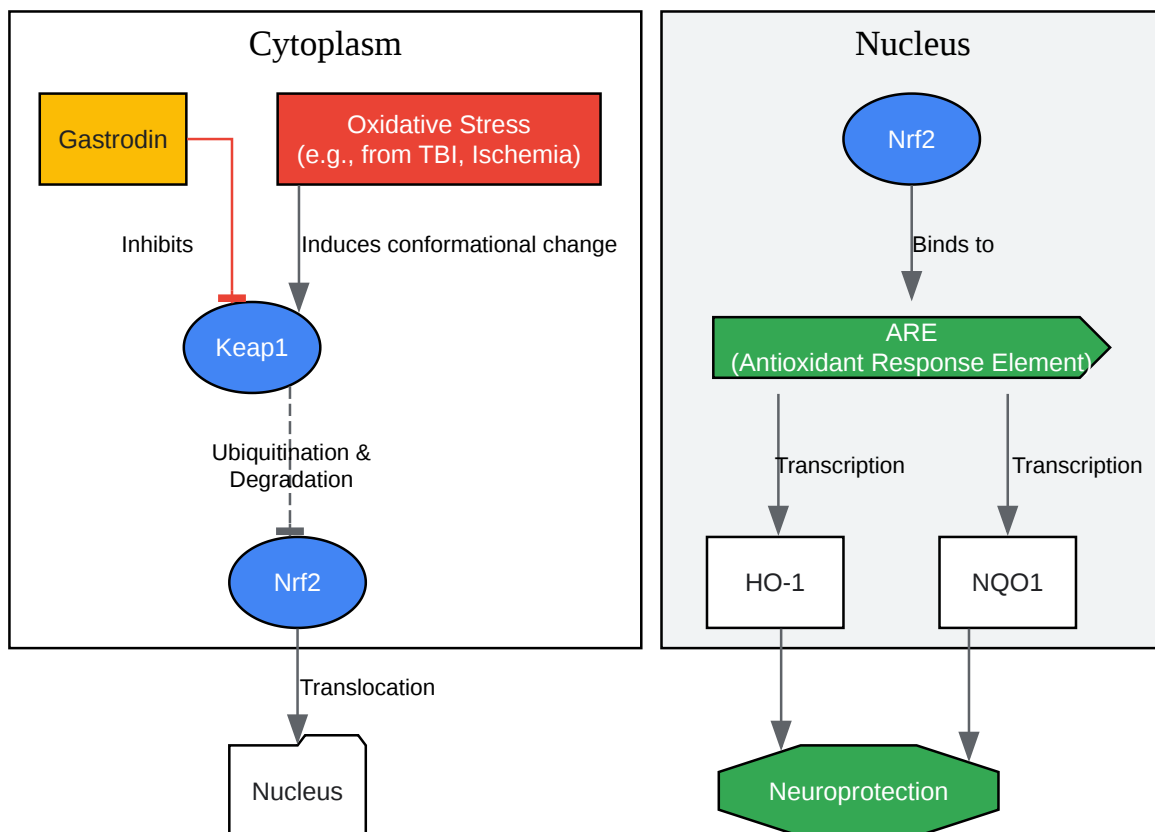 Cytoplasm
Gastrodin
Oxidative Stress
(e.g., from TBI, Ischemia)
Inhibits
Induces conformational change
Keap1
Ubiquitination &
Degradation
Nrf2
Translocation
Nucleus
Nucleus
Nrf2
Binds to
ARE
(Antioxidant Response Element)
Transcription
Transcription
HO-1
NQO1
Neuroprotection